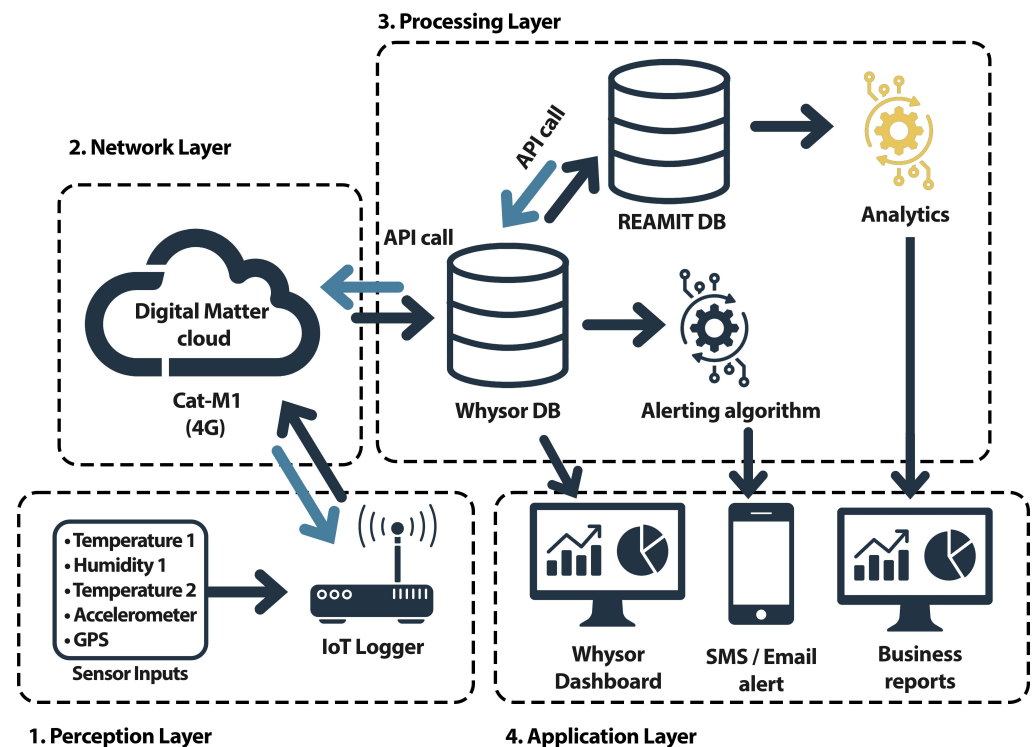 3. Processing Layer
2. Network Layer
API call
REAMIT DB
Analytics
API call
Digital Matter
cloud
Cat-M1
(4G)
Whysor DB
Alerting algorithm
• Temperature 1
• Humidity 1
• Temperature 2
• Accelerometer
• GPS
Sensor Inputs
IoT Logger
Whysor
Dashboard
SMS / Email
alert
Business
reports
1. Perception Layer
4. Application Layer